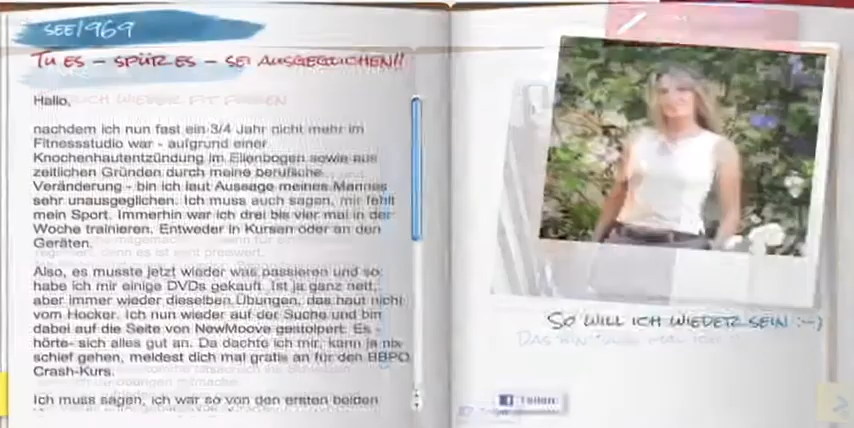 SEE1969
TU ES – SPÜR ES – SEI AUSGEGLICHEN!!
Hallo,
nachdem ich nun fast ein 3/4 Jahr nicht mehr im
Fitnessstudio war - aufgrund einer
Knochenhautentzündung im Ellenbogen sowie aus
zeitlichen Gründen durch meine berufliche
Veränderung - bin ich laut Aussage meines Mannes
sehr unausgeglichen. Ich muss auch sagen, mir fehlt
mein Sport. Immerhin war ich drei bis vier mal in der
Woche trainieren. Entweder in Kursen oder an den
Geräten.
Also, es musste jetzt wieder was passieren und so
habe ich mir einige DVDs gekauft. Ist ja ganz nett,
aber immer wieder dieselben Übungen, das haut nicht
vom Hocker. Ich nun wieder auf der Suche und bin
dabei auf die Seite von NewMoove gestolpert. Es
hörte sich alles gut an. Da dachte ich mir, kann ja nix
schief gehen, meldest dich mal gratis an für den BBPO
Crash-Kurs.
Ich muss sagen, ich war so von den ersten beiden
SO WILL ICH WIEDER SEIN :-)